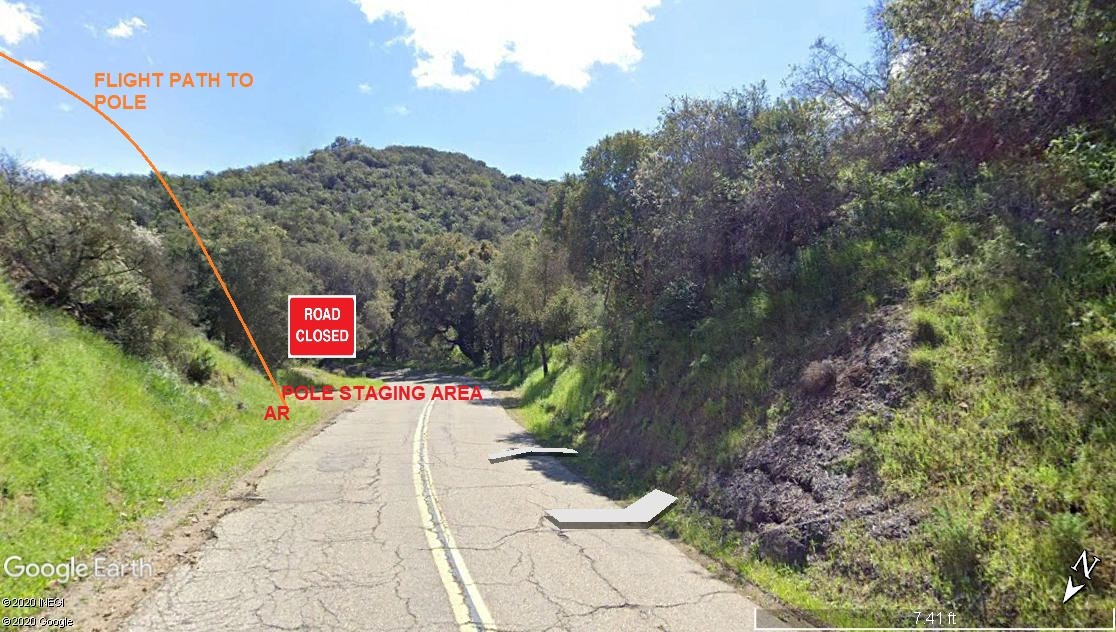 FLIGHT PATH TO
POLE
ROAD
CLOSED
POLE STAGING AREA
AR
Google Earth
©2020 INEGI
©2020 Google
N
7.41 ft